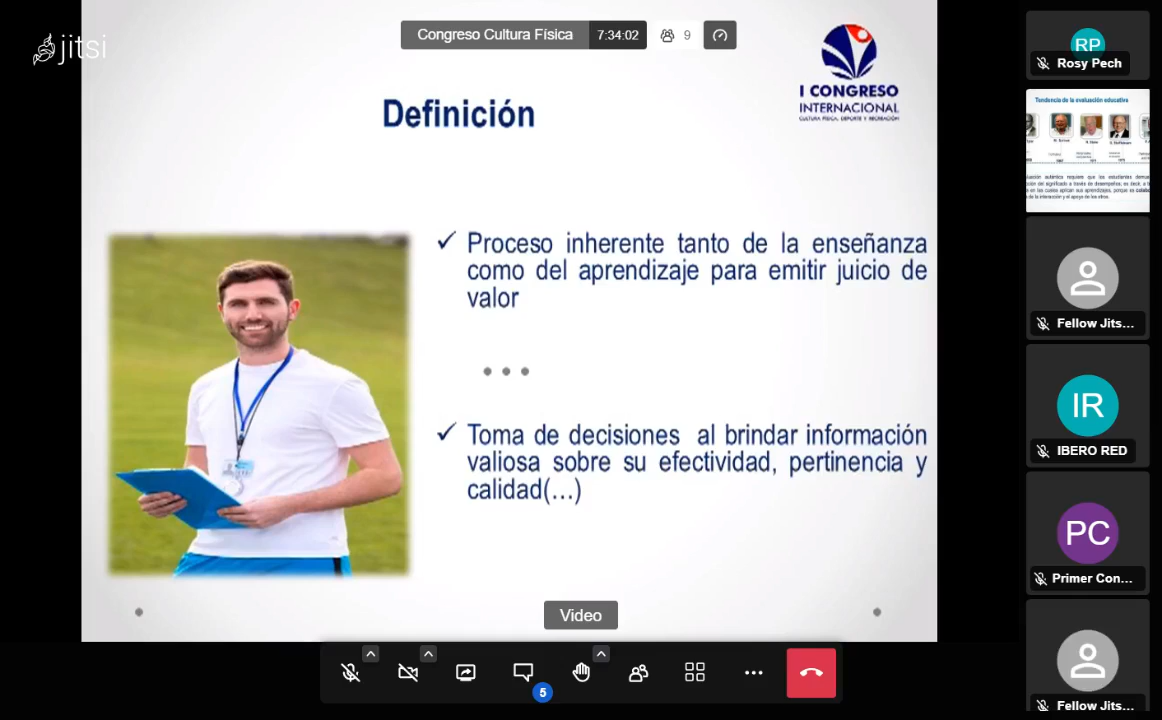 jitsi
Congreso Cultura Física
7:34:02
9
I CONGRESO
INTERNACIONAL
CULTURA FÍSICA, DEPORTE Y RECREACIÓN
Definición
✓ Proceso inherente tanto de la enseñanza
como del aprendizaje para emitir juicio de
valor
• • •
✓ Toma de decisiones al brindar información
valiosa sobre su efectividad, pertinencia y
calidad(...)
Video
5
RP
Rosy Pech
Tendencia de la evaluación educativa
Fellow Jits...
IR
IBERO RED
PC
Primer Con...
Fellow Jits...